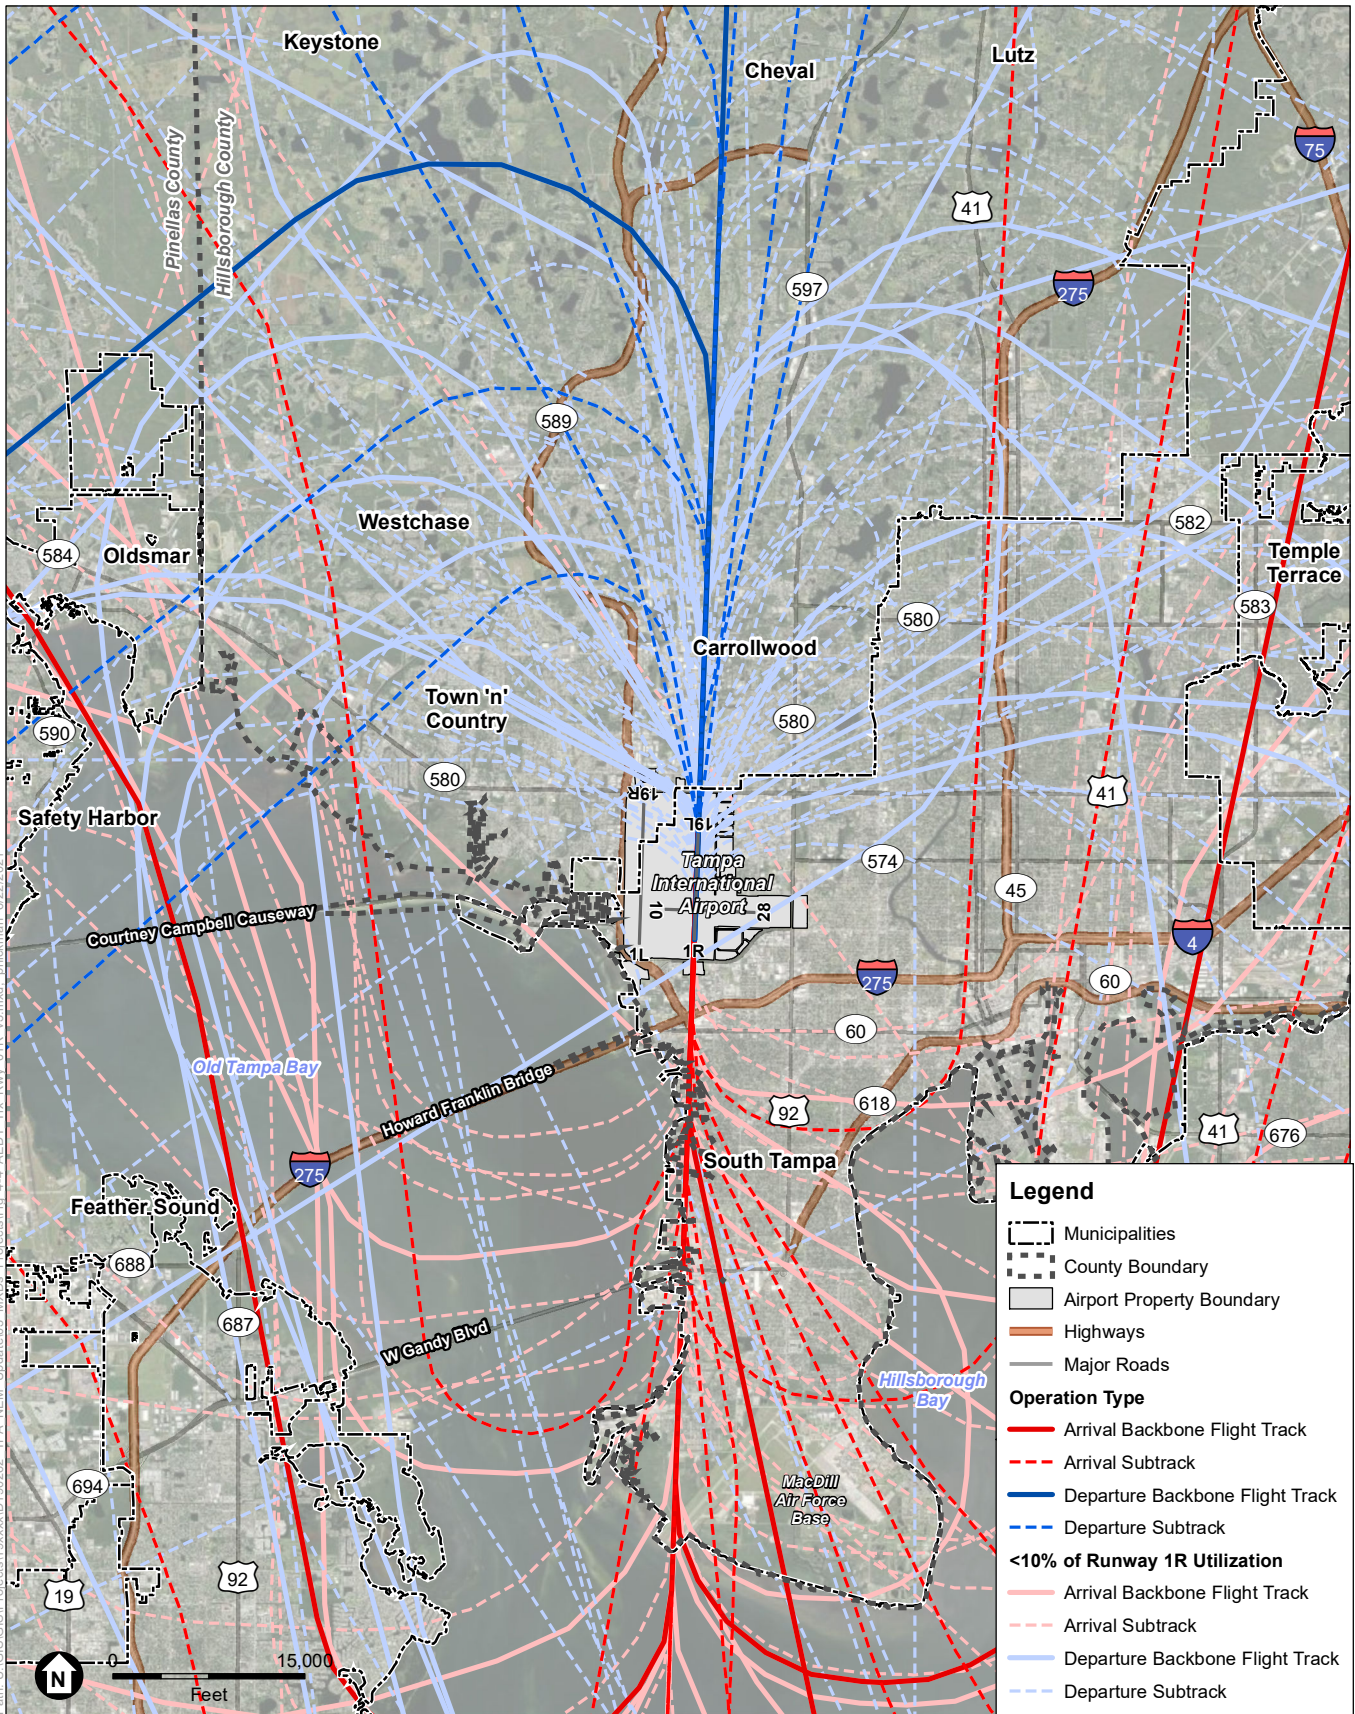 Keystone
Cheval
Lutz
75
Pinellas County
Hillsborough County
41
275
597
589
Westchase
582
584
Oldsmar
Temple
Terrace
583
580
Carrollwood
Town 'n'
Country
580
590
580
41
19R
Safety Harbor
19L
Tampa
International
Airport
574
45
10
28
Courtney Campbell Causeway
4
1L
1R
275
60
60
Old Tampa Bay
Howard Franklin Bridge
92
618
41
676
275
South Tampa
Feather Sound
688
687
W Gandy Blvd
Hillsborough
Bay
694
MacDill
Air Force
Base
92
19
N
0
15,000
Feet
Legend
Municipalities
County Boundary
Airport Property Boundary
Highways
Major Roads
Operation Type
Arrival Backbone Flight Track
Arrival Subtrack
Departure Backbone Flight Track
Departure Subtrack
<10% of Runway 1R Utilization
Arrival Backbone Flight Track
Arrival Subtrack
Departure Backbone Flight Track
Departure Subtrack